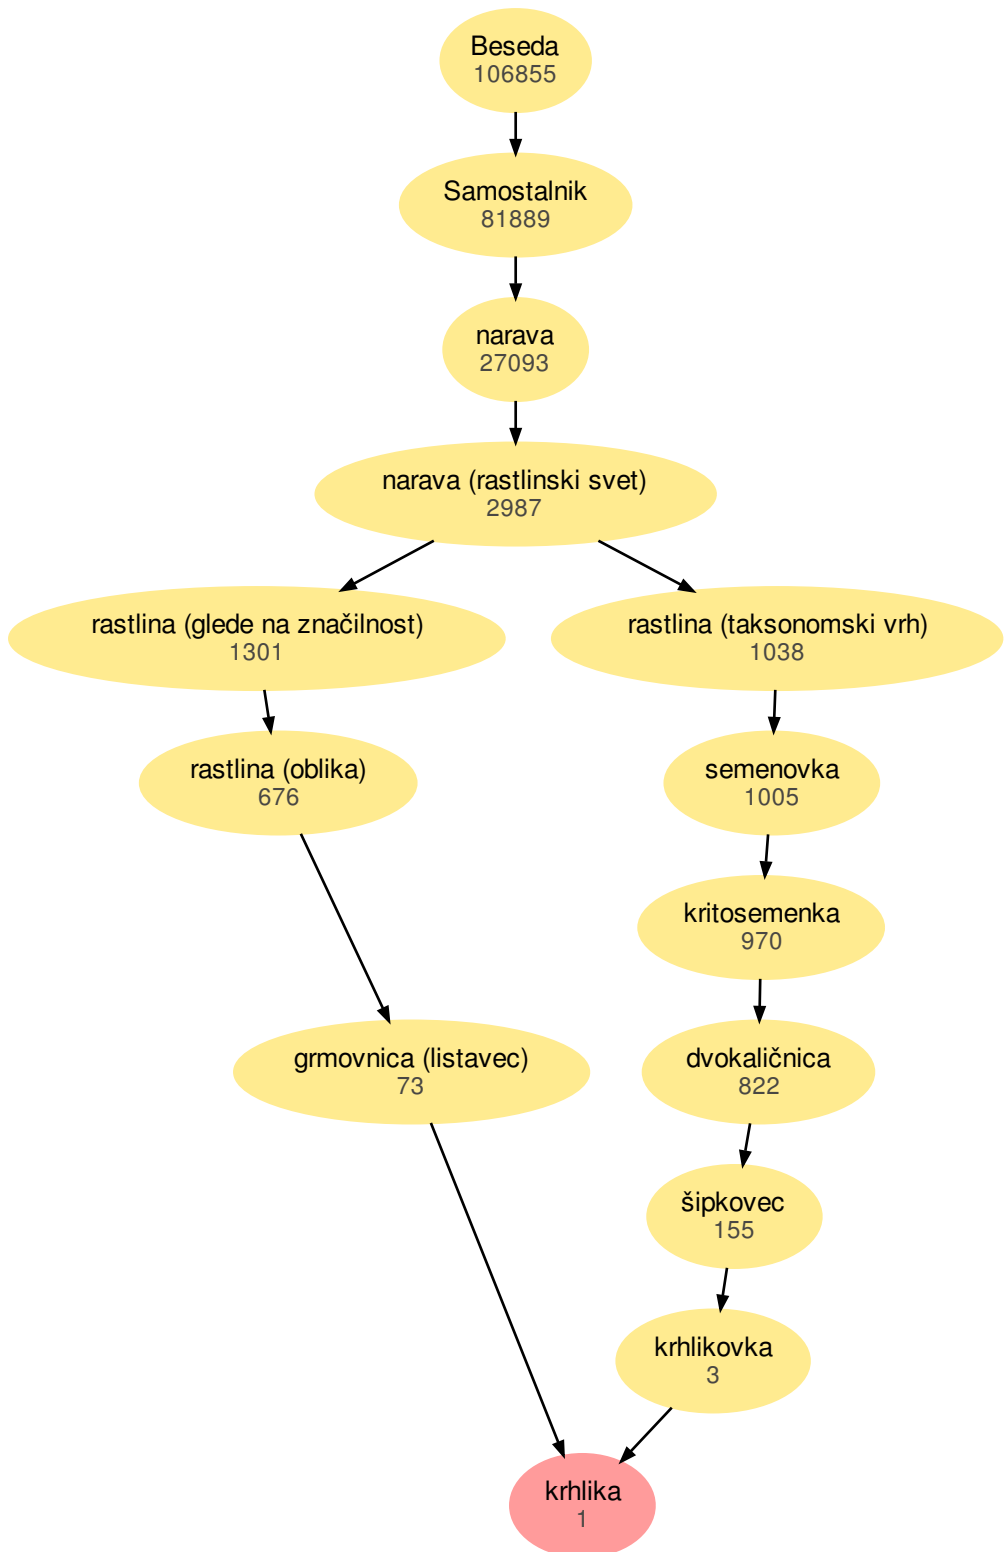 Beseda
106855
Samostalnik
81889
narava
27093
narava (rastlinski svet)
2987
rastlina (glede na značilnost)
1301
rastlina (taksonomski vrh)
1038
rastlina (oblika)
676
semenovka
1005
kritosemenka
970
grmovnica (listavec)
73
dvokaličnica
822
šipkovec
155
krhlikovka
3
krhlika
1